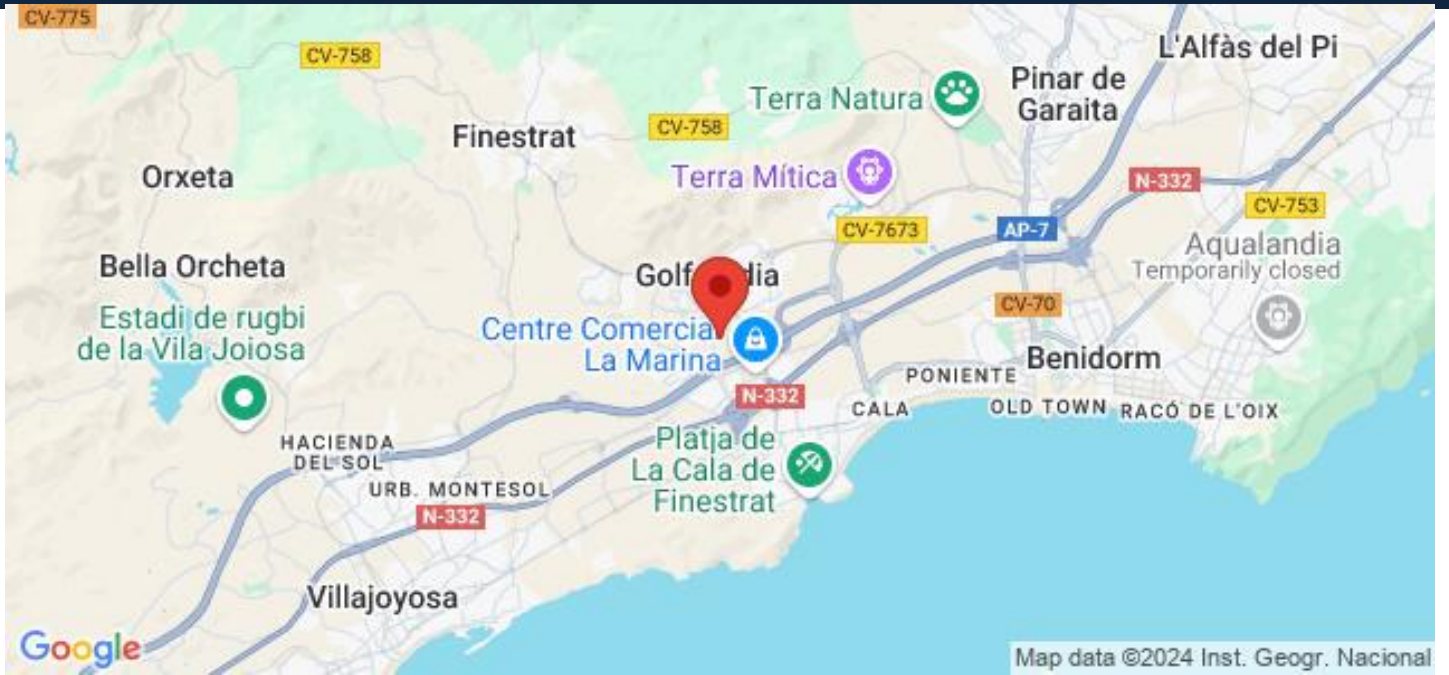 CV-775
CV-758
L'Alfàs del Pi
Terra Natura
Pinar de
Garaita
Finestrat
CV-758
Orxeta
Terra Mítica
N-332
CV-753
CV-7673
AP-7
Aqualandia
Temporarily closed
Bella Orcheta
CV-70
Estadi de rugbi
de la Vila Joiosa
Centre Comercial
La Marina
Benidorm
PONIENTE
N-332
CALA
OLD TOWN
RACÓ DE L'OIX
HACIENDA
DEL SOL
Platja de
La Cala de
Finestrat
URB. MONTESOL
N-332
Villajoyosa
Google
Map data ©2024 Inst. Geogr. Nacional